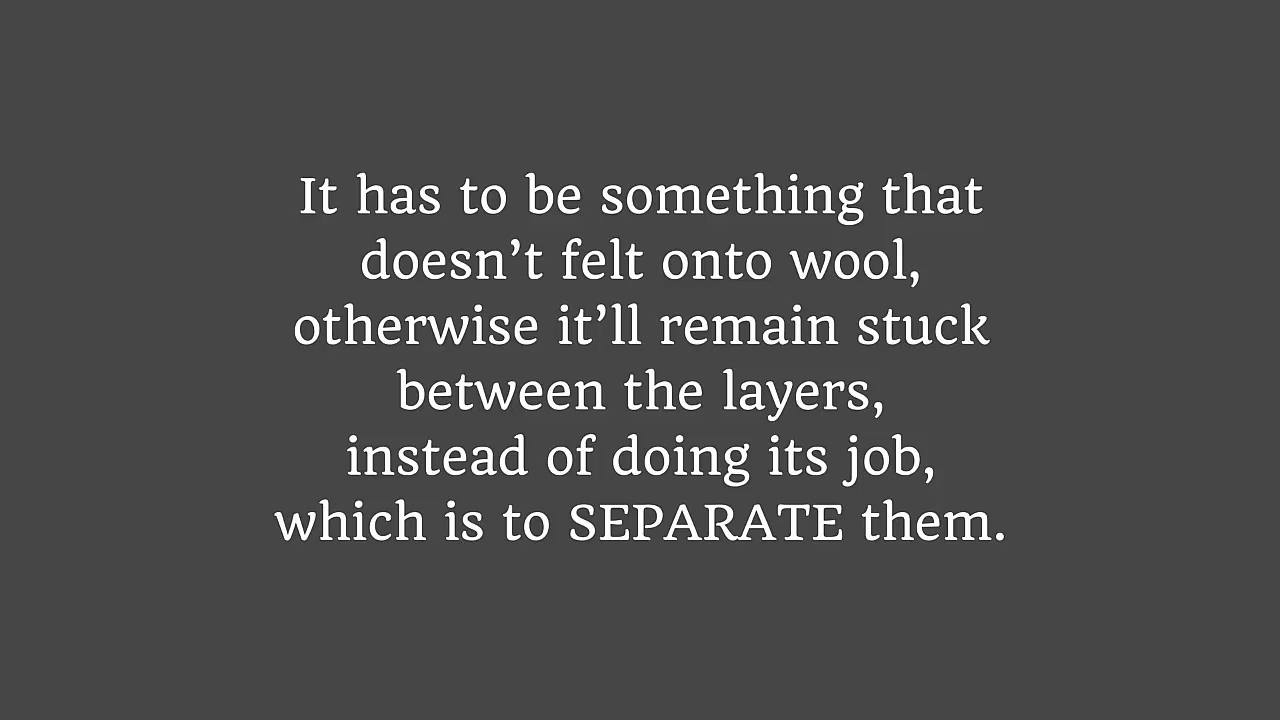 It has to be something that
doesn’t felt onto wool,
otherwise it’ll remain stuck
between the layers,
instead of doing its job,
which is to SEPARATE them.